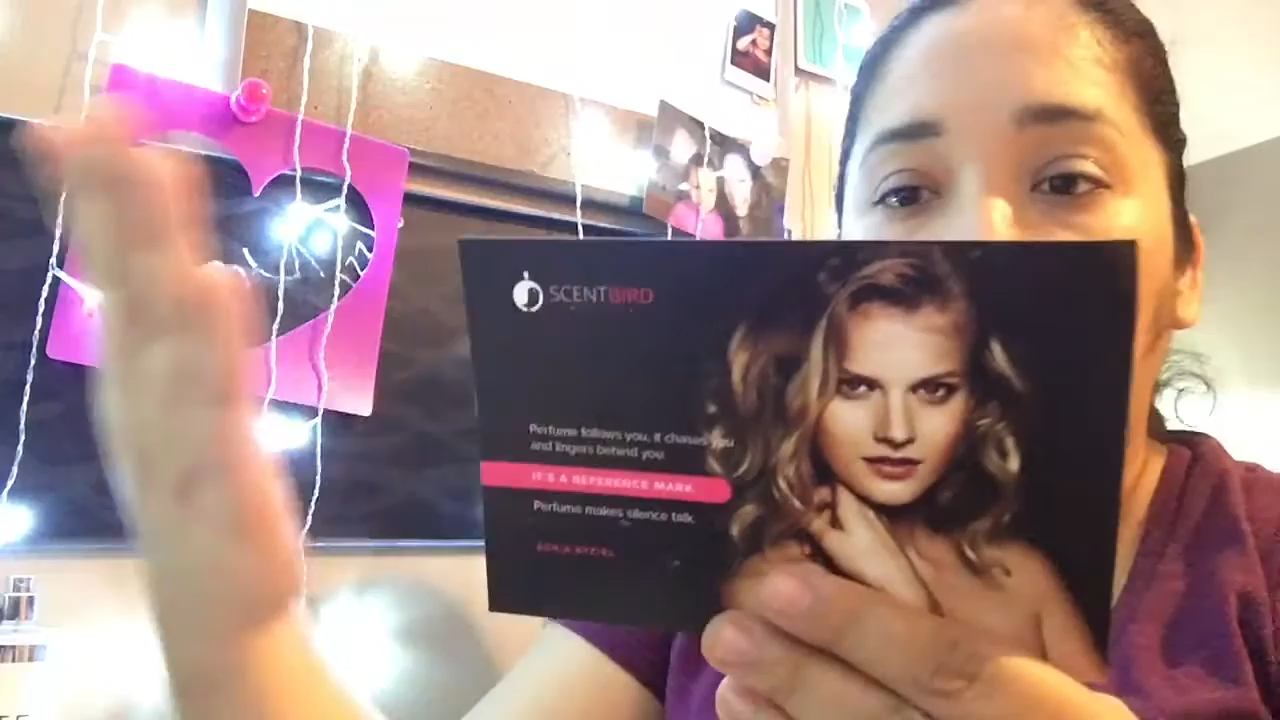 SCENTBIRD
Perfume follows you, it chases you
and lingers behind you.
IT'S A REFERENCE MARK.
Perfume makes silence talk.